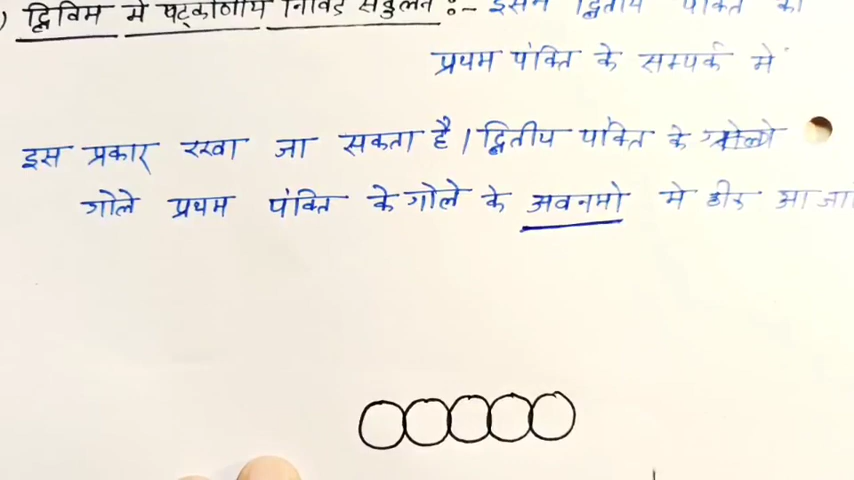 ) द्विविम में षट्कोणीय निविड़ संकुलन :- इसमें द्वितीय पंक्ति को
प्रथम पंक्ति के सम्पर्क में
इस प्रकार रखा जा सकता है। द्वितीय पंक्ति के
गोले प्रथम पंक्ति के गोले के अवनमो मे ठीक आ जा